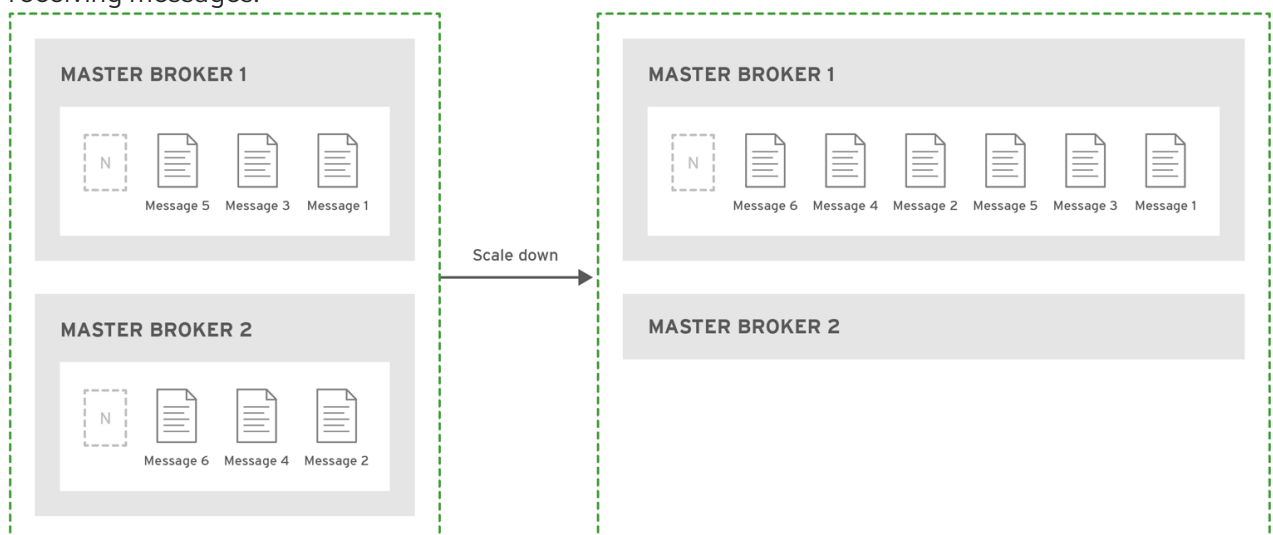 receiving messages.
MASTER BROKER 1
N
Message 5 Message 3 Message 1
MASTER BROKER 2
N
Message 6 Message 4 Message 2
Scale down
MASTER BROKER 1
N
Message 6 Message 4 Message 2 Message 5 Message 3 Message 1
MASTER BROKER 2